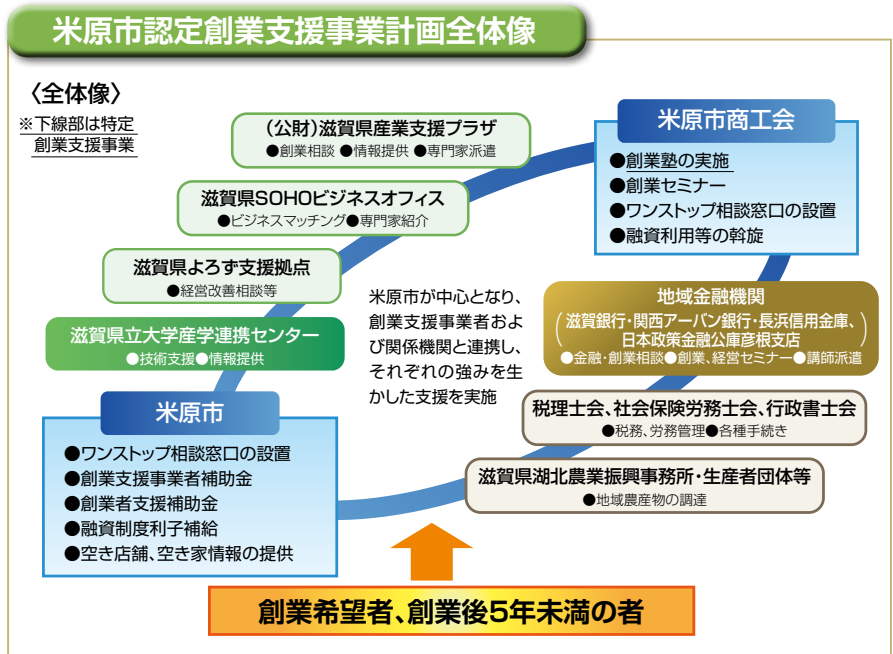 米原市認定創業支援事業計画全体像
〈全体像〉
※下線部は特定
創業支援事業
(公財)滋賀県産業支援プラザ
●創業相談 ●情報提供 ●専門家派遣
滋賀県SOHOビジネスオフィス
●ビジネスマッチング●専門家紹介
滋賀県よろず支援拠点
●経営改善相談等
滋賀県立大学産学連携センター
●技術支援●情報提供
米原市
●ワンストップ相談窓口の設置
●創業支援事業者補助金
●創業者支援補助金
●融資制度利子補給
●空き店舗、空き家情報の提供
米原市が中心となり、
創業支援事業者およ
び関係機関と連携し、
それぞれの強みを生
かした支援を実施
米原市商工会
●創業塾の実施
●創業セミナー
●ワンストップ相談窓口の設置
●融資利用等の斡旋
地域金融機関
(滋賀銀行・関西アーバン銀行・長浜信用金庫、
日本政策金融公庫彦根支店)
●金融・創業相談●創業、経営セミナー●講師派遣
税理士会、社会保険労務士会、行政書士会
●税務、労務管理●各種手続き
滋賀県湖北農業振興事務所・生産者団体等
●地域農産物の調達
創業希望者、創業後5年未満の者